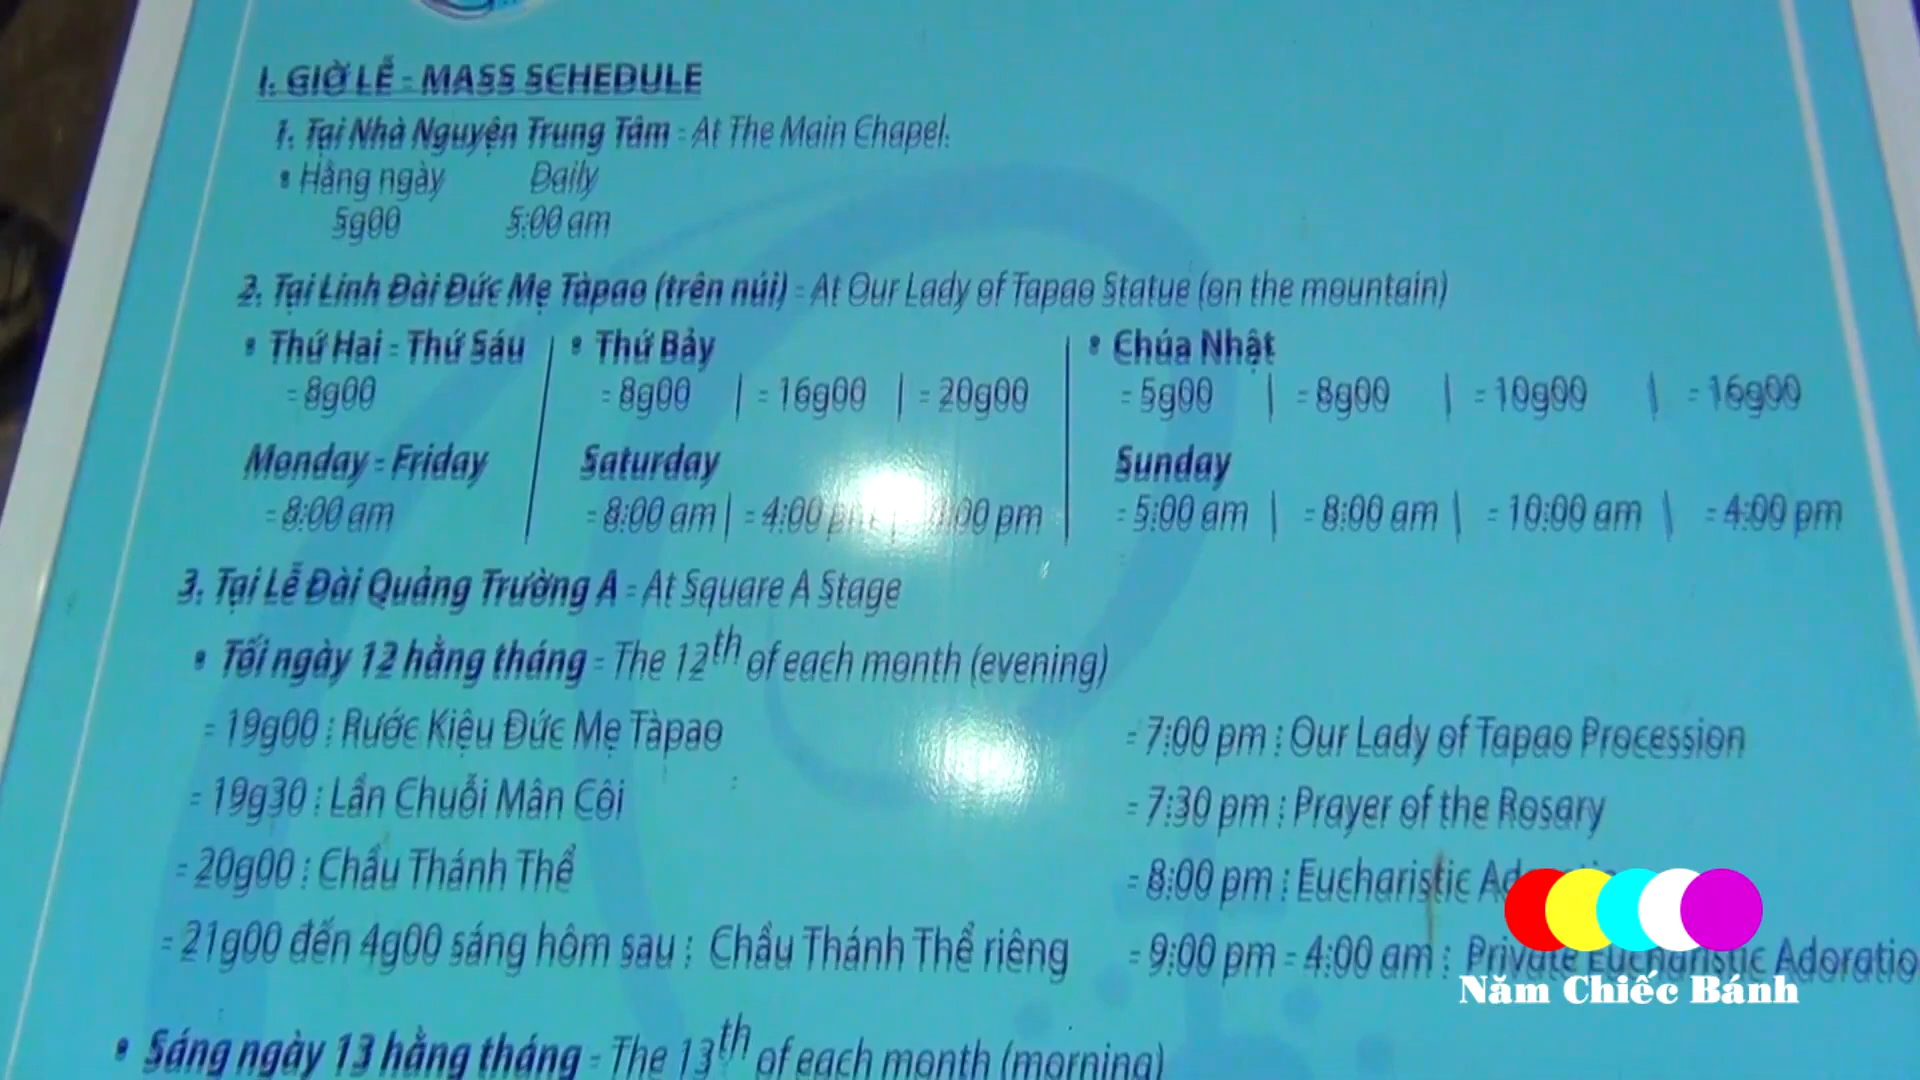 I. GIỜ LỄ - MASS SCHEDULE
1. Tại Nhà Nguyện Trung Tâm - At The Main Chapel.
• Hằng ngày Daily
5g00 5:00 am
2. Tại Linh Đài Đức Mẹ Tàpao (trên núi) - At Our Lady of Tapao Statue (on the mountain)
• Thứ Hai - Thứ Sáu • Thứ Bảy • Chúa Nhật
- 8g00 - 8g00 | - 16g00 | - 20g00 - 5g00 | - 8g00 | - 10g00 | - 16g00
Monday - Friday Saturday Sunday
- 8:00 am - 8:00 am | - 4:00 pm | :00 pm - 5:00 am | - 8:00 am | - 10:00 am | - 4:00 pm
3. Tại Lễ Đài Quảng Trường A - At Square A Stage
• Tối ngày 12 hằng tháng - The 12th of each month (evening)
- 19g00 : Rước Kiệu Đức Mẹ Tàpao - 7:00 pm : Our Lady of Tapao Procession
- 19g30 : Lần Chuỗi Mân Côi - 7:30 pm : Prayer of the Rosary
- 20g00 : Chầu Thánh Thể - 8:00 pm : Eucharistic
- 21g00 đến 4g00 sáng hôm sau : Chầu Thánh Thể riêng - 9:00 pm - 4:00 am : Private Eucharistic Adoratio
• Sáng ngày 13 hằng tháng - The 13th of each month (morning)
Năm Chiếc Bánh